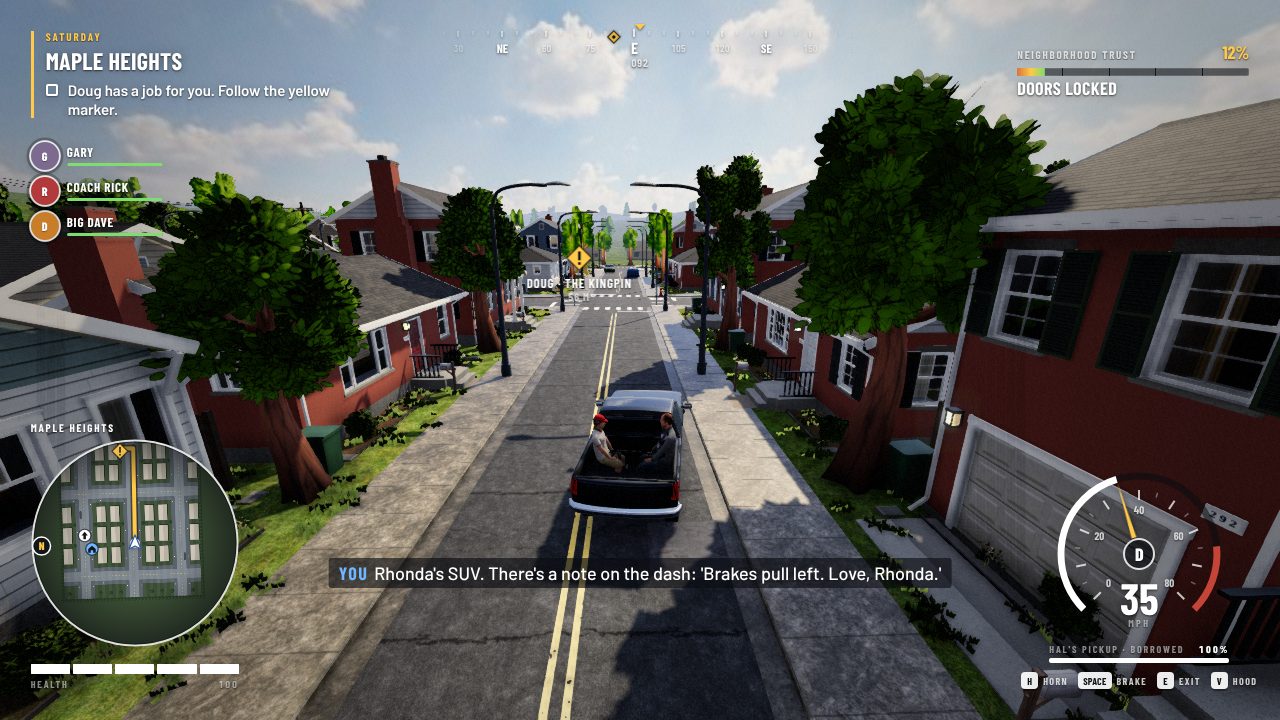 SATURDAY
MAPLE HEIGHTS
Doug has a job for you. Follow the yellow
marker.
G GARY
R COACH RICK
D BIG DAVE
30 NE 60 75 E 105 120 SE 150
092
NEIGHBORHOOD TRUST 12%
DOORS LOCKED
!
DOUG · THE KINGPIN
MAPLE HEIGHTS
!
N
YOU Rhonda's SUV. There's a note on the dash: 'Brakes pull left. Love, Rhonda.'
292
0 20 40 60 80
D
35
MPH
HAL'S PICKUP · BORROWED 100%
H HORN SPACE BRAKE E EXIT V HOOD
HEALTH 100